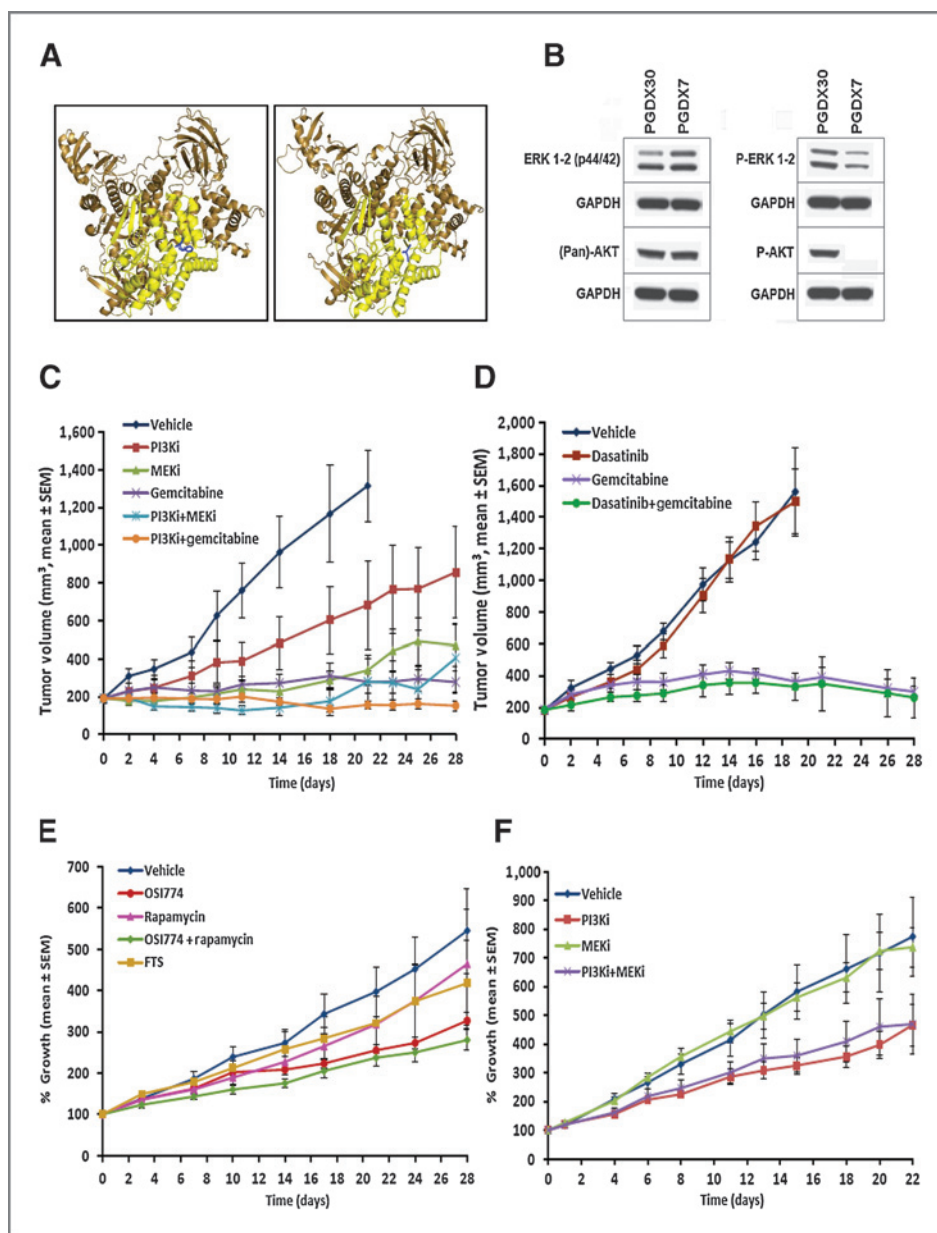 A
B
PGDX30
PGDX7
PGDX30
PGDX7
ERK 1-2 (p44/42)
GAPDH
(Pan)-AKT
GAPDH
P-ERK 1-2
GAPDH
P-AKT
GAPDH
C
Tumor volume (mm³, mean ± SEM)
1,600
1,400
1,200
1,000
800
600
400
200
0
Vehicle
PI3Ki
MEKi
Gemcitabine
PI3Ki+MEKi
PI3Ki+gemcitabine
0 2 4 6 8 10 12 14 16 18 20 22 24 26 28
Time (days)
D
Tumor volume (mm³, mean ± SEM)
2,000
1,800
1,600
1,400
1,200
1,000
800
600
400
200
0
Vehicle
Dasatinib
Gemcitabine
Dasatinib+gemcitabine
0 2 4 6 8 10 12 14 16 18 20 22 24 26 28
Time (days)
E
% Growth (mean ± SEM)
700
600
500
400
300
200
100
0
Vehicle
OSI774
Rapamycin
OSI774 +rapamycin
FTS
0 2 4 6 8 10 12 14 16 18 20 22 24 26 28
Time (days)
F
% Growth (mean ± SEM)
1,000
900
800
700
600
500
400
300
200
100
0
Vehicle
PI3Ki
MEKi
PI3Ki+MEKi
0 2 4 6 8 10 12 14 16 18 20 22
Time (days)